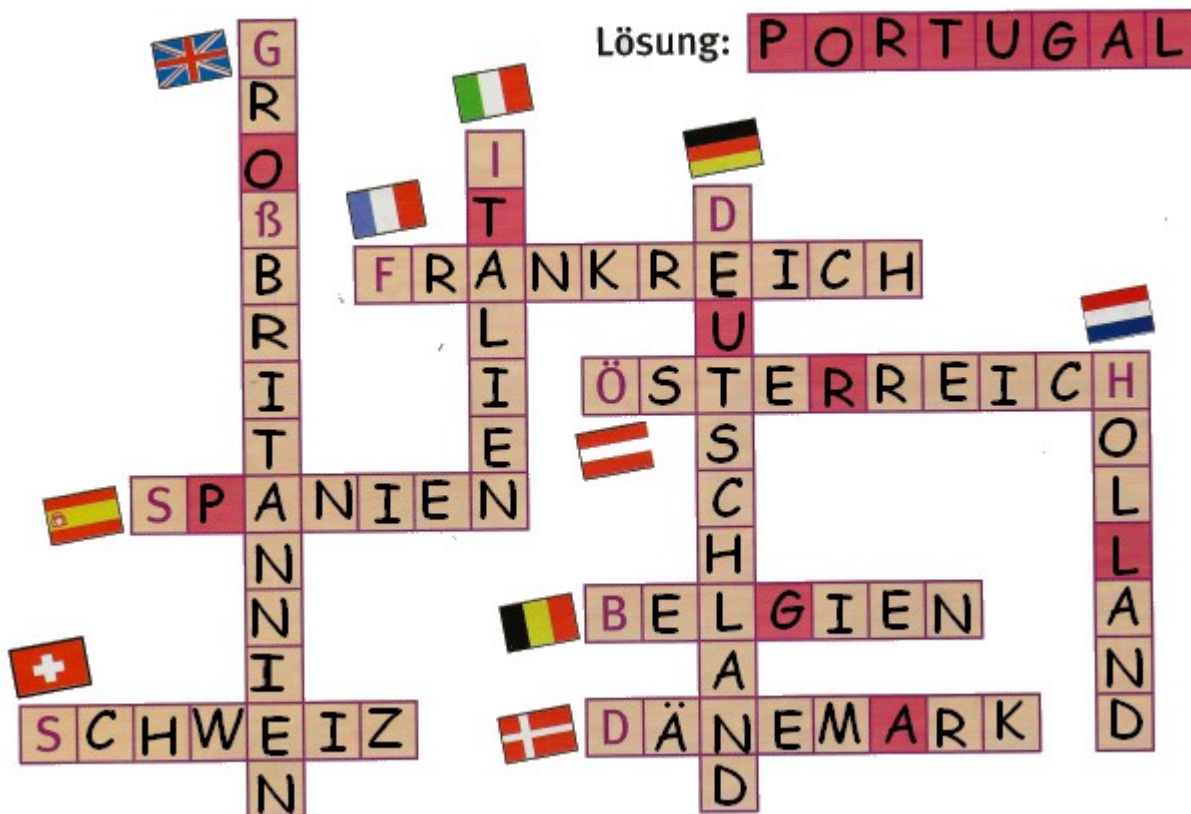 Lösung: PORTUGAL
GROßBRITANNIEN
ITALIEN
DEUTSCHLAND
FRANKREICH
ÖSTERREICH
HOLLAND
SPANIEN
BELGIEN
SCHWEIZ
DÄNEMARK